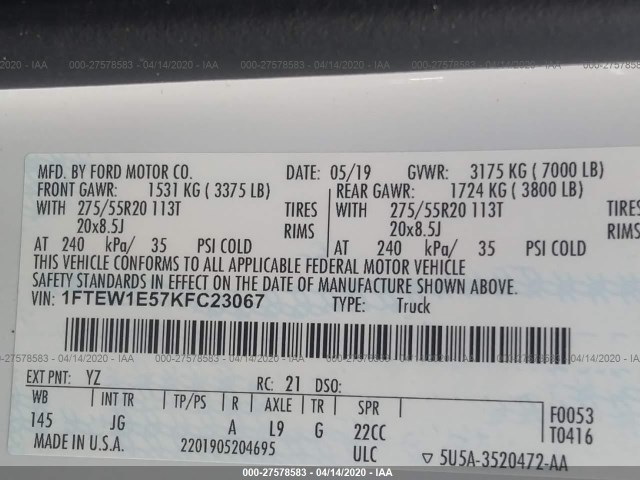 000-27578583 - 04/14/2020 - IAA
MFD. BY FORD MOTOR CO. DATE: 05/19 GVWR: 3175 KG ( 7000 LB)
FRONT GAWR: 1531 KG ( 3375 LB) REAR GAWR: 1724 KG ( 3800 LB)
WITH 275/55R20 113T TIRES WITH 275/55R20 113T TIRES
20x8.5J RIMS 20x8.5J RIMS
AT 240 kPa/ 35 PSI COLD AT 240 kPa/ 35 PSI COLD
THIS VEHICLE CONFORMS TO ALL APPLICABLE FEDERAL MOTOR VEHICLE
SAFETY STANDARDS IN EFFECT ON THE DATE OF MANUFACTURE SHOWN ABOVE.
VIN: 1FTEW1E57KFC23067 TYPE: Truck
EXT PNT: YZ RC: 21 DSO:
WB INT TR TP/PS R AXLE TR SPR F0053
145 JG A L9 G 22CC T0416
MADE IN U.S.A. 2201905204695 ULC ▽ 5U5A-3520472-AA
000-27578583 - 04/14/2020 - IAA